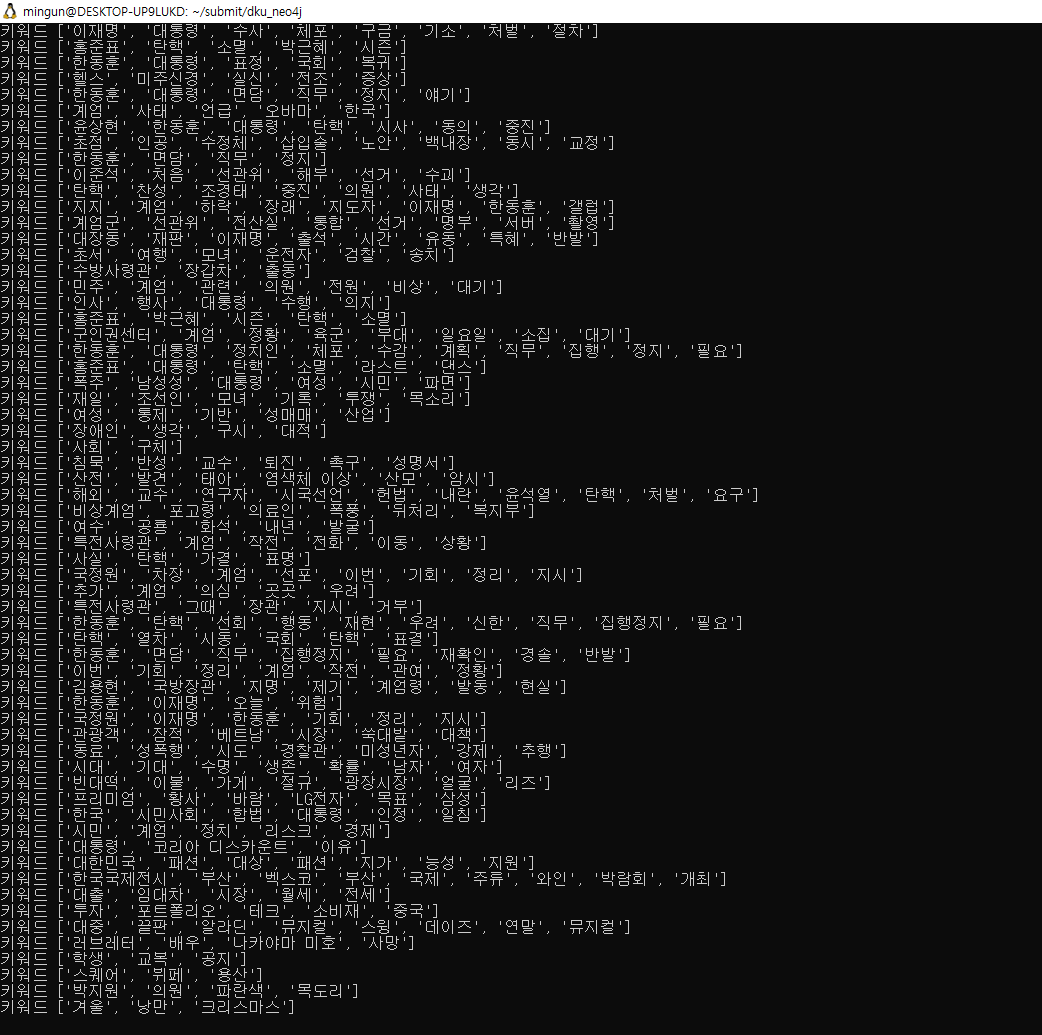 mingun@DESKTOP-UP9LUKD: ~/submit/dku_neo4j
키워드 ['이재명', '대통령', '수사', '체포', '구금', '기소', '처벌', '절차']
키워드 ['홍준표', '탄핵', '소멸', '박근혜', '시즌']
키워드 ['한동훈', '대통령', '표정', '국회', '복귀']
키워드 ['헬스', '미주신경', '실신', '전조', '증상']
키워드 ['한동훈', '대통령', '면담', '직무', '정지', '얘기']
키워드 ['계엄', '사태', '언급', '오바마', '한국']
키워드 ['윤상현', '한동훈', '대통령', '탄핵', '시사', '동의', '중진']
키워드 ['초점', '인공', '수정체', '삽입술', '노안', '백내장', '동시', '교정']
키워드 ['한동훈', '면담', '직무', '정지']
키워드 ['이준석', '처음', '선관위', '해부', '선거', '수괴']
키워드 ['탄핵', '찬성', '조경태', '중진', '의원', '사태', '생각']
키워드 ['지지', '계엄', '하락', '장래', '지도자', '이재명', '한동훈', '갤럽']
키워드 ['계엄군', '선관위', '전산실', '통합', '선거', '명부', '서버', '촬영']
키워드 ['대장동', '재판', '이재명', '출석', '시간', '유동', '특혜', '반발']
키워드 ['초서', '여행', '모녀', '운전자', '검찰', '송치']
키워드 ['수방사령관', '장갑차', '출동']
키워드 ['민주', '계엄', '관련', '의원', '전원', '비상', '대기']
키워드 ['인사', '행사', '대통령', '수행', '의지']
키워드 ['홍준표', '박근혜', '시즌', '탄핵', '소멸']
키워드 ['군인권센터', '계엄', '정황', '육군', '부대', '일요일', '소집', '대기']
키워드 ['한동훈', '대통령', '정치인', '체포', '수감', '계획', '직무', '집행', '정지', '필요']
키워드 ['홍준표', '대통령', '탄핵', '소멸', '라스트', '댄스']
키워드 ['폭주', '남성성', '대통령', '여성', '시민', '파면']
키워드 ['재일', '조선인', '모녀', '기록', '투쟁', '목소리']
키워드 ['여성', '통제', '기반', '성매매', '산업']
키워드 ['장애인', '생각', '구시', '대적']
키워드 ['사회', '구체']
키워드 ['침묵', '반성', '교수', '퇴진', '촉구', '성명서']
키워드 ['산전', '발견', '태아', '염색체 이상', '산모', '암시']
키워드 ['해외', '교수', '연구자', '시국선언', '헌법', '내란', '윤석열', '탄핵', '처벌', '요구']
키워드 ['비상계엄', '포고령', '의료인', '폭풍', '뒤처리', '복지부']
키워드 ['여수', '공룡', '화석', '내년', '발굴']
키워드 ['특전사령관', '계엄', '작전', '전화', '이동', '상황']
키워드 ['사실', '탄핵', '가결', '표명']
키워드 ['국정원', '차장', '계엄', '선포', '이번', '기회', '정리', '지시']
키워드 ['추가', '계엄', '의심', '곳곳', '우려']
키워드 ['특전사령관', '그때', '장관', '지시', '거부']
키워드 ['한동훈', '탄핵', '선회', '행동', '재현', '우려', '신한', '직무', '집행정지', '필요']
키워드 ['탄핵', '열차', '시동', '국회', '탄핵', '표결']
키워드 ['한동훈', '면담', '직무', '집행정지', '필요', '재확인', '경솔', '반발']
키워드 ['이번', '기회', '정리', '계엄', '작전', '관여', '정황']
키워드 ['김용현', '국방장관', '지명', '제기', '계엄령', '발동', '현실']
키워드 ['한동훈', '이재명', '오늘', '위험']
키워드 ['국정원', '이재명', '한동훈', '기회', '정리', '지시']
키워드 ['관광객', '잠적', '베트남', '시장', '쑥대밭', '대책']
키워드 ['동료', '성폭행', '시도', '경찰관', '미성년자', '강제', '추행']
키워드 ['시대', '기대', '수명', '생존', '확률', '남자', '여자']
키워드 ['빈대떡', '이불', '가게', '절규', '광장시장', '얼굴', '리즈']
키워드 ['프리미엄', '황사', '바람', 'LG전자', '목표', '삼성']
키워드 ['한국', '시민사회', '합법', '대통령', '인정', '일침']
키워드 ['시민', '계엄', '정치', '리스크', '경제']
키워드 ['대통령', '코리아 디스카운트', '이유']
키워드 ['대한민국', '패션', '대상', '패션', '지가', '능성', '지원']
키워드 ['한국국제전시', '부산', '벡스코', '부산', '국제', '주류', '와인', '박람회', '개최']
키워드 ['대출', '임대차', '시장', '월세', '전세']
키워드 ['투자', '포트폴리오', '테크', '소비재', '중국']
키워드 ['대중', '끝판', '알라딘', '뮤지컬', '스윙', '데이즈', '연말', '뮤지컬']
키워드 ['러브레터', '배우', '나카야마 미호', '사망']
키워드 ['학생', '교복', '공지']
키워드 ['스퀘어', '뷔페', '용산']
키워드 ['박지원', '의원', '파란색', '목도리']
키워드 ['겨울', '낭만', '크리스마스']